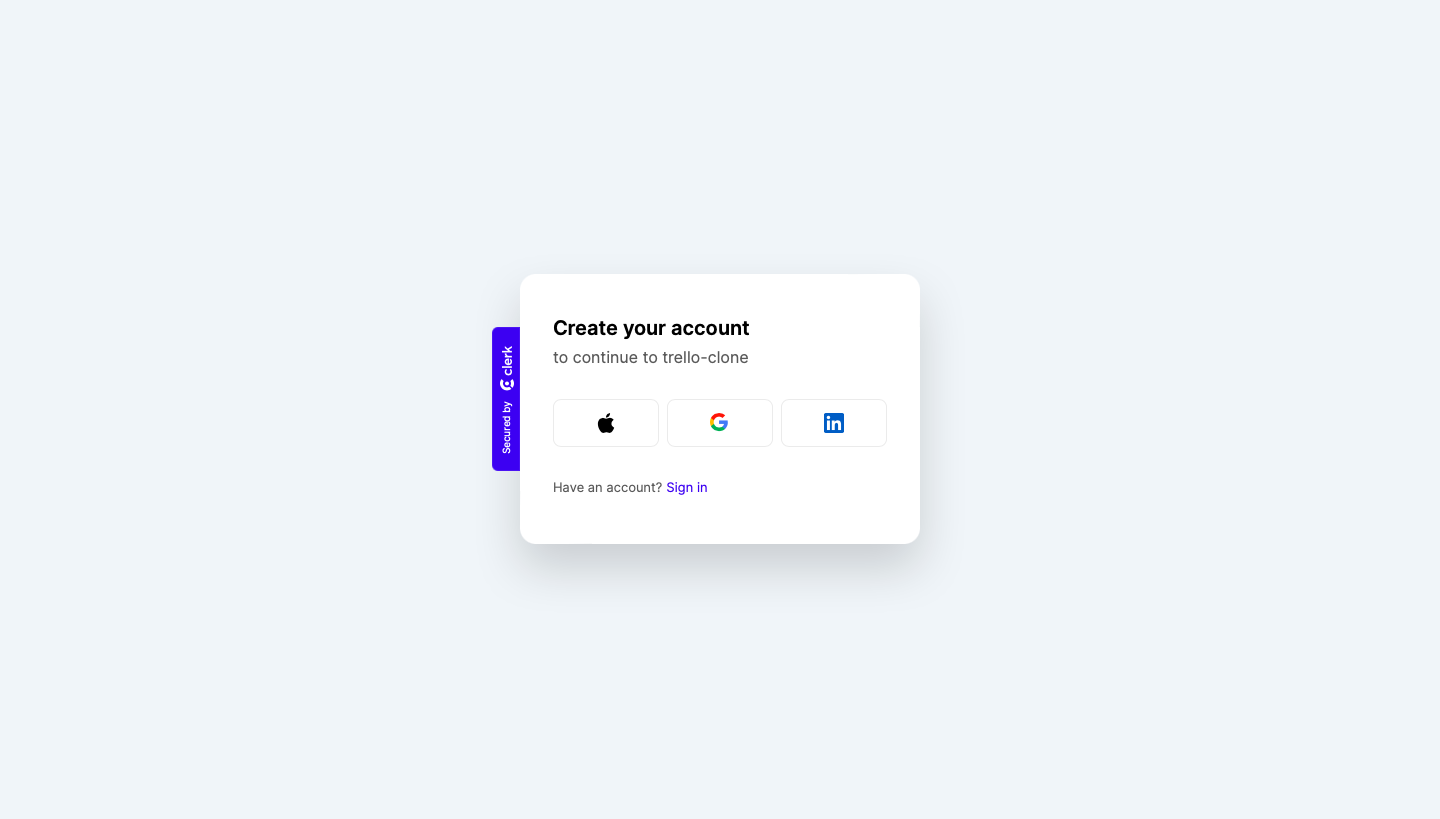 Create your account
to continue to trello-clone
Have an account? Sign in
Secured by clerk